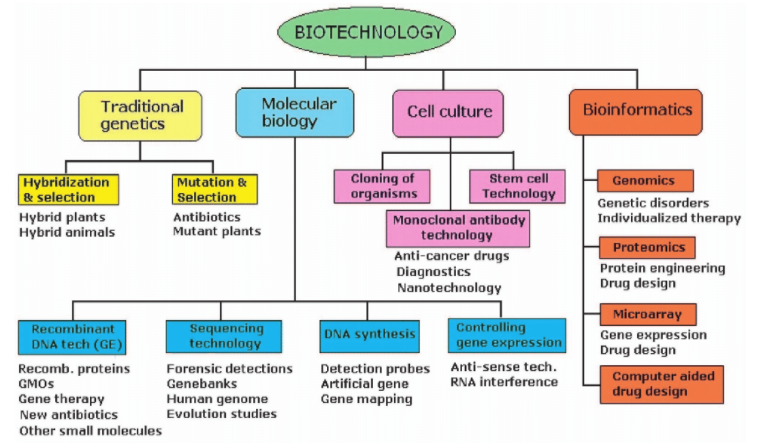 BIOTECHNOLOGY
Traditional
genetics
Molecular
biology
Cell culture
Bioinformatics
Hybridization
& selection
Hybrid plants
Hybrid animals
Mutation &
Selection
Antibiotics
Mutant plants
Cloning of
organisms
Stem cell
Technology
Monoclonal antibody
technology
Anti-cancer drugs
Diagnostics
Nanotechnology
Genomics
Genetic disorders
Individualized therapy
Proteomics
Protein engineering
Drug design
Microarray
Gene expression
Drug design
Computer aided
drug design
Recombinant
DNA tech (GE)
Recomb. proteins
GMOs
Gene therapy
New antibiotics
Other small molecules
Sequencing
technology
Forensic detections
Genebanks
Human genome
Evolution studies
DNA synthesis
Detection probes
Artificial gene
Gene mapping
Controlling
gene expression
Anti-sense tech.
RNA interference